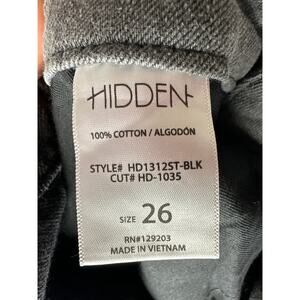 HIDDEN
100% COTTON / ALGODÓN
STYLE# HD1312ST-BLK
CUT# HD-1035
SIZE 26
RN#129203
MADE IN VIETNAM